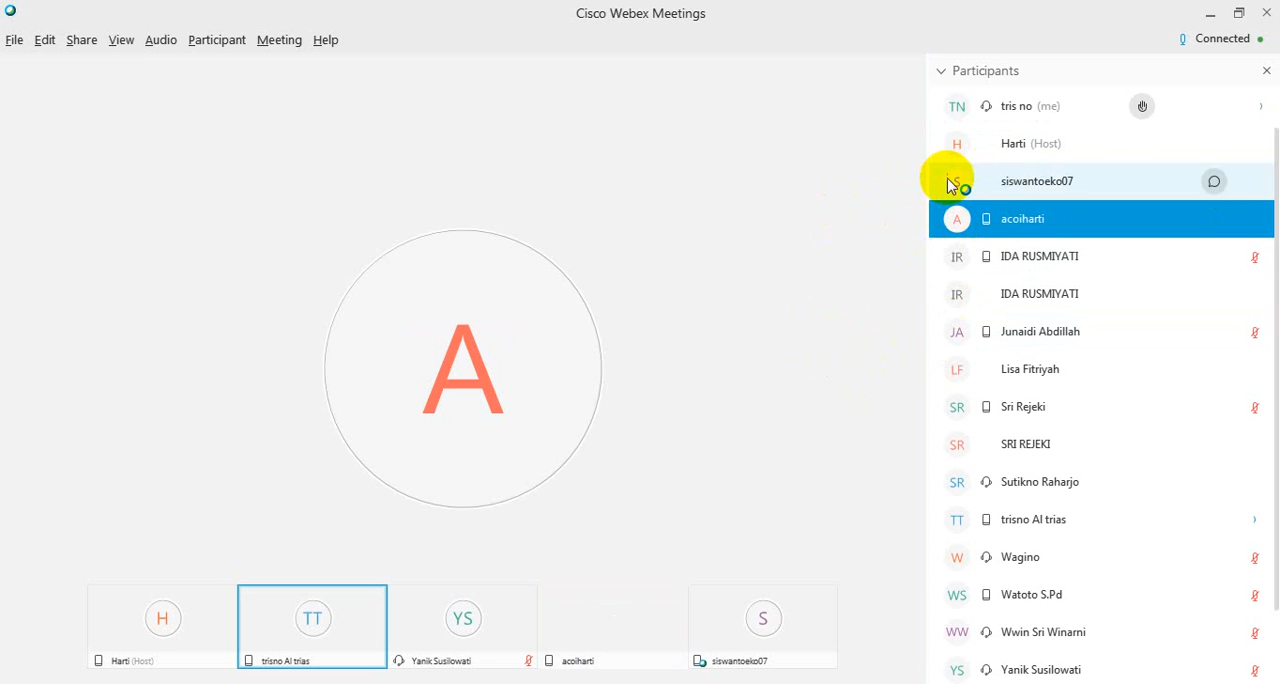 Cisco Webex Meetings
File Edit Share View Audio Participant Meeting Help
Connected
Participants
TN tris no (me)
H Harti (Host)
S siswantoeko07
A acoiharti
IR IDA RUSMIYATI
IR IDA RUSMIYATI
JA Junaidi Abdillah
LF Lisa Fitriyah
SR Sri Rejeki
SR SRI REJEKI
SR Sutikno Raharjo
TT trisno Al trias
W Wagino
WS Watoto S.Pd
WW Wwin Sri Winarni
YS Yanik Susilowati
A
H
Harti (Host)
TT
trisno Al trias
YS
Yanik Susilowati
acoiharti
S
siswantoeko07